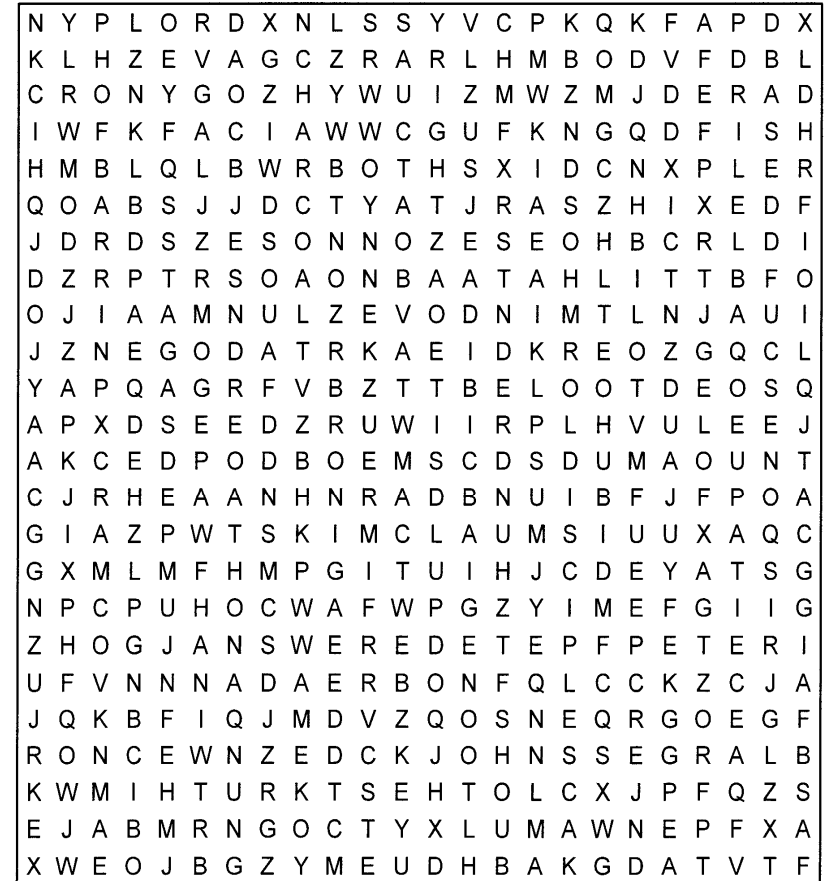 N Y P L O R D X N L S S Y V C P K Q K F A P D X
K L H Z E V A G C Z R A R L H M B O D V F D B L
C R O N Y G O Z H Y W U I Z M W Z M J D E R A D
I W F K F A C I A W W C G U F K N G Q D F I S H
H M B L Q L B W R B O T H S X I D C N X P L E R
Q O A B S J J D C T Y A T J R A S Z H I X E D F
J D R D S Z E S O N N O Z E S E O H B C R L D I
D Z R P T R S O A O N B A A T A H L I T T B F O
O J I A A M N U L Z E V O D N I M T L N J A U I
J Z N E G O D A T R K A E I D K R E O Z G Q C L
Y A P Q A G R F V B Z T T B E L O O T D E O S Q
A P X D S E E D Z R U W I I R P L H V U L E E J
A K C E D P O D B O E M S C D S D U M A O U N T
C J R H E A A N H N R A D B N U I B F J F P O A
G I A Z P W T S K I M C L A U M S I U U X A Q C
G X M L M F H M P G I T U I H J C D E Y A T S G
N P C P U H O C W A F W P G Z Y I M E F G I I G
Z H O G J A N S W E R E D E T E P F P E T E R I
U F V N N N A D A E R B O N F Q L C C K Z C J A
J Q K B F I Q J M D V Z Q O S N E Q R G O E G F
R O N C E W N Z E D C K J O H N S S E G R A L B
K W M I H T U R K T S E H T O L C X J P F Q Z S
E J A B M R N G O C T Y X L U M A W N E P F X A
X W E O J B G Z Y M E U D H B A K G D A T V T F